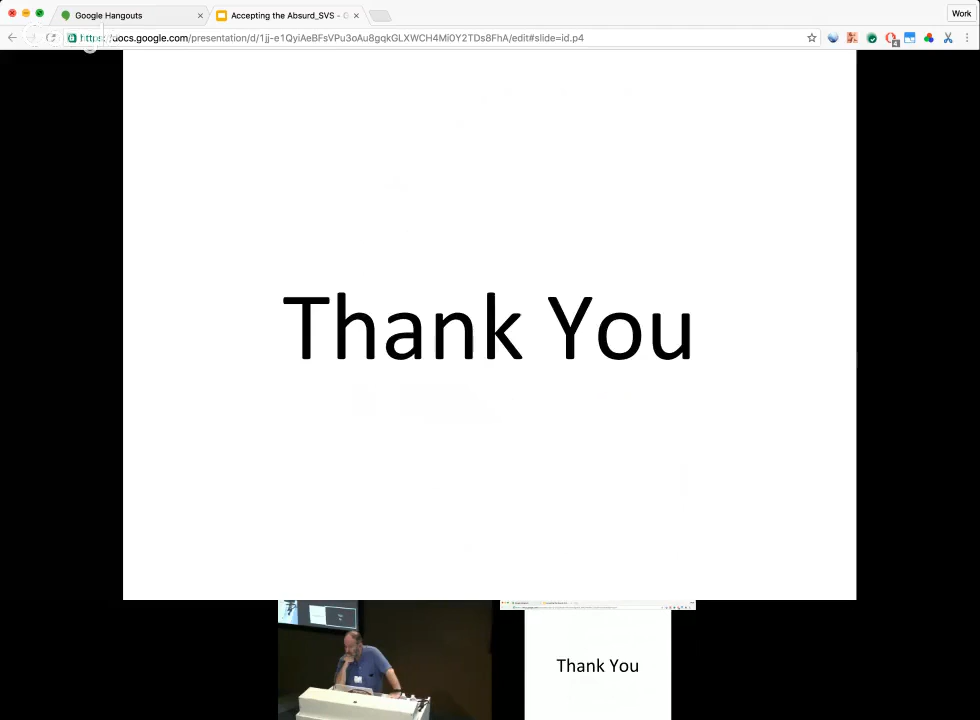 Google Hangouts
Accepting the Absurd_SVS - G
Work
https://docs.google.com/presentation/d/1jj-e1QyiAeBFsVPu3oAu8gqkGLXWCH4Mi0Y2TDs8FhA/edit#slide=id.p4
4
Thank You
Thank You